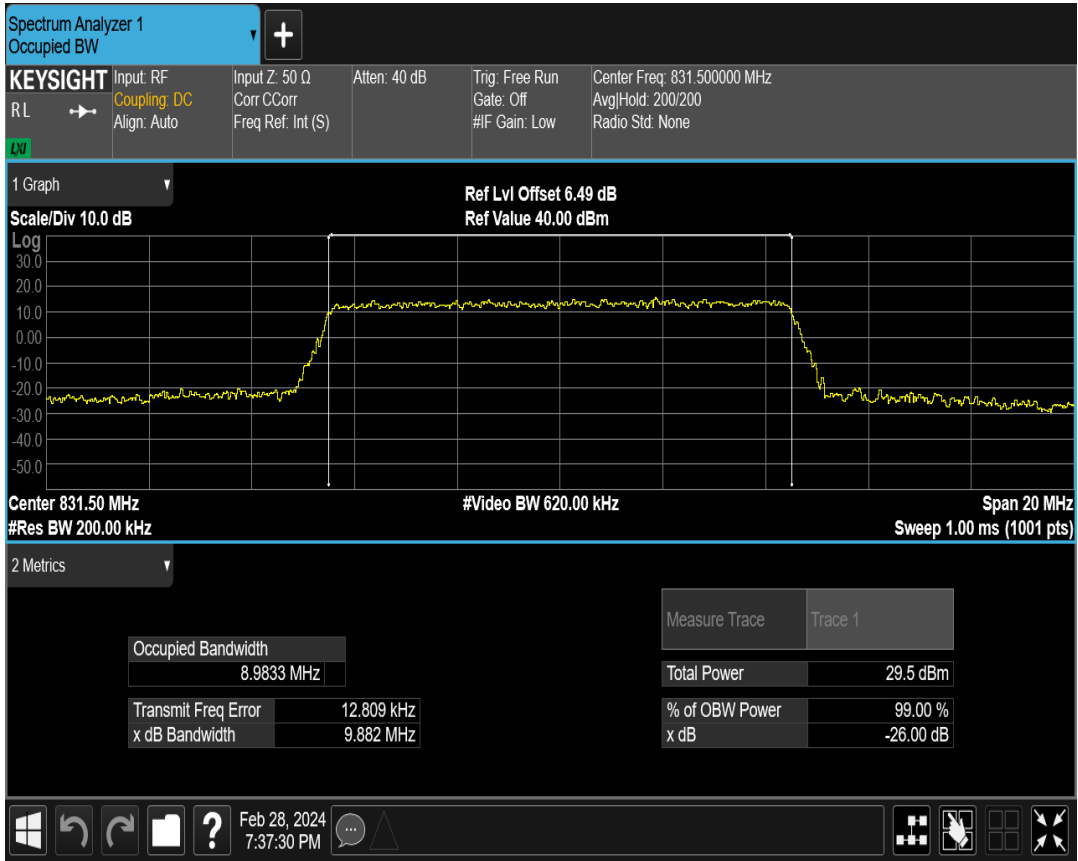 Spectrum Analyzer 1
Occupied BW
+
KEYSIGHT
R L
LXI
Input: RF
Coupling: DC
Align: Auto
Input Z: 50 Ω
Corr CCorr
Freq Ref: Int (S)
Atten: 40 dB
Trig: Free Run
Gate: Off
#IF Gain: Low
Center Freq: 831.500000 MHz
Avg|Hold: 200/200
Radio Std: None
1 Graph
Scale/Div 10.0 dB
Ref Lvl Offset 6.49 dB
Ref Value 40.00 dBm
Log
30.0
20.0
10.0
0.00
-10.0
-20.0
-30.0
-40.0
-50.0
Center 831.50 MHz
#Video BW 620.00 kHz
Span 20 MHz
#Res BW 200.00 kHz
Sweep 1.00 ms (1001 pts)
2 Metrics
Measure Trace Trace 1
Occupied Bandwidth
8.9833 MHz
Total Power 29.5 dBm
Transmit Freq Error 12.809 kHz
% of OBW Power 99.00 %
x dB Bandwidth 9.882 MHz
x dB -26.00 dB
?
Feb 28, 2024
7:37:30 PM